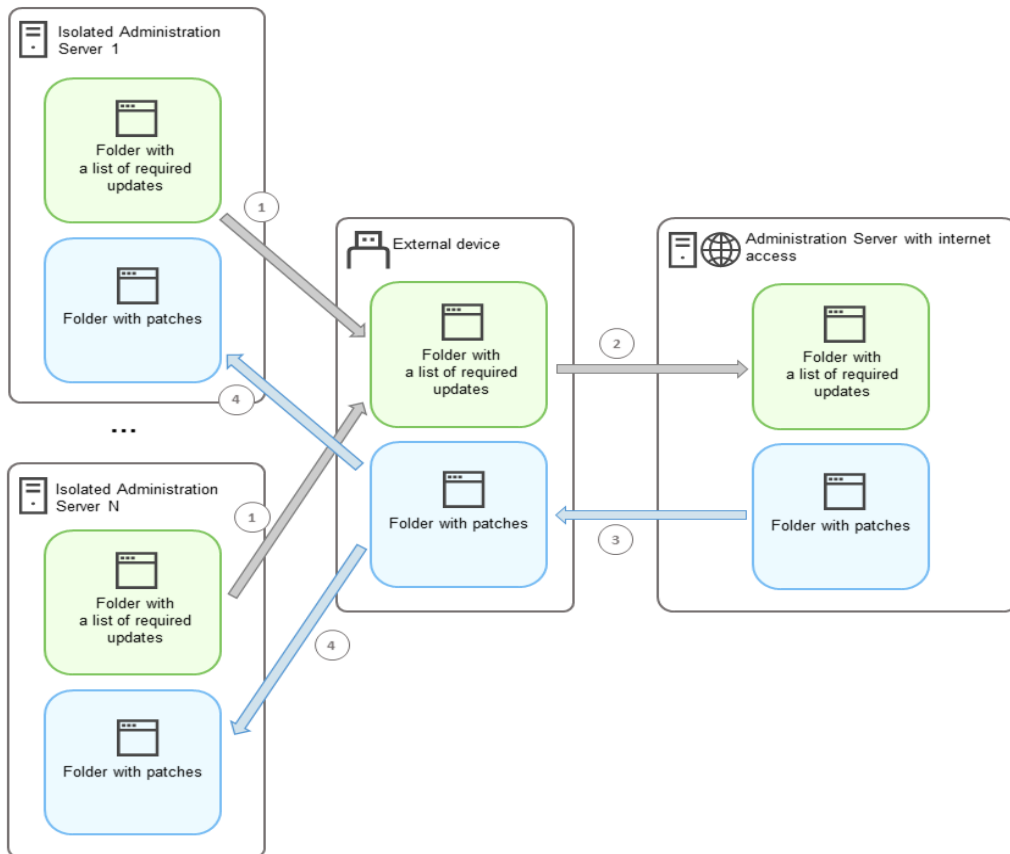 Isolated Administration
Server 1
Folder with
a list of required
updates
Folder with patches
1
4
...
Isolated Administration
Server N
Folder with
a list of required
updates
Folder with patches
1
4
External device
Folder with
a list of required
updates
Folder with patches
2
3
Administration Server with internet
access
Folder with
a list of required
updates
Folder with patches